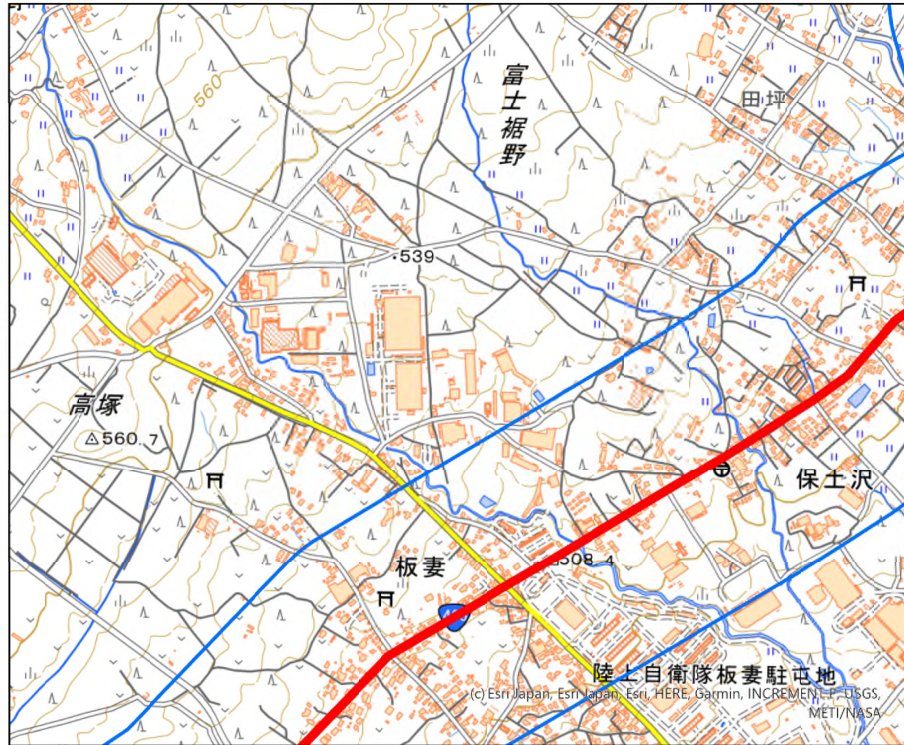 560
富士裾野
田坪
539
高塚
560.7
保土沢
板妻
508.4
陸上自衛隊板妻駐屯地
(c) Esri Japan, Esri Japan, Esri, HERE, Garmin, INCREMENT P, USGS,
METI/NASA